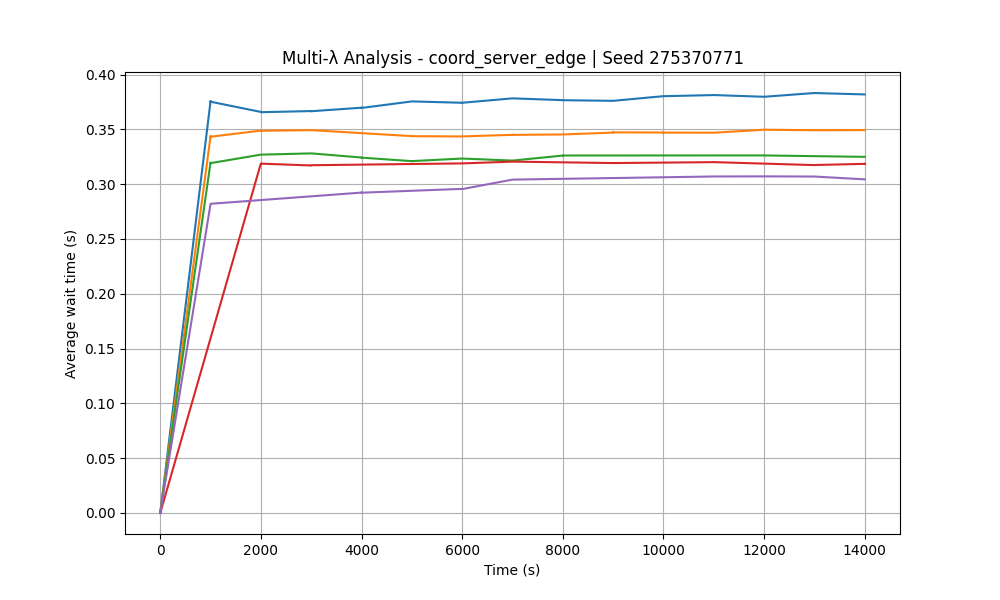 Multi-λ Analysis - coord_server_edge | Seed 275370771
0.40
0.35
0.30
0.25
0.20
0.15
0.10
0.05
0.00
Average wait time (s)
0 2000 4000 6000 8000 10000 12000 14000
Time (s)